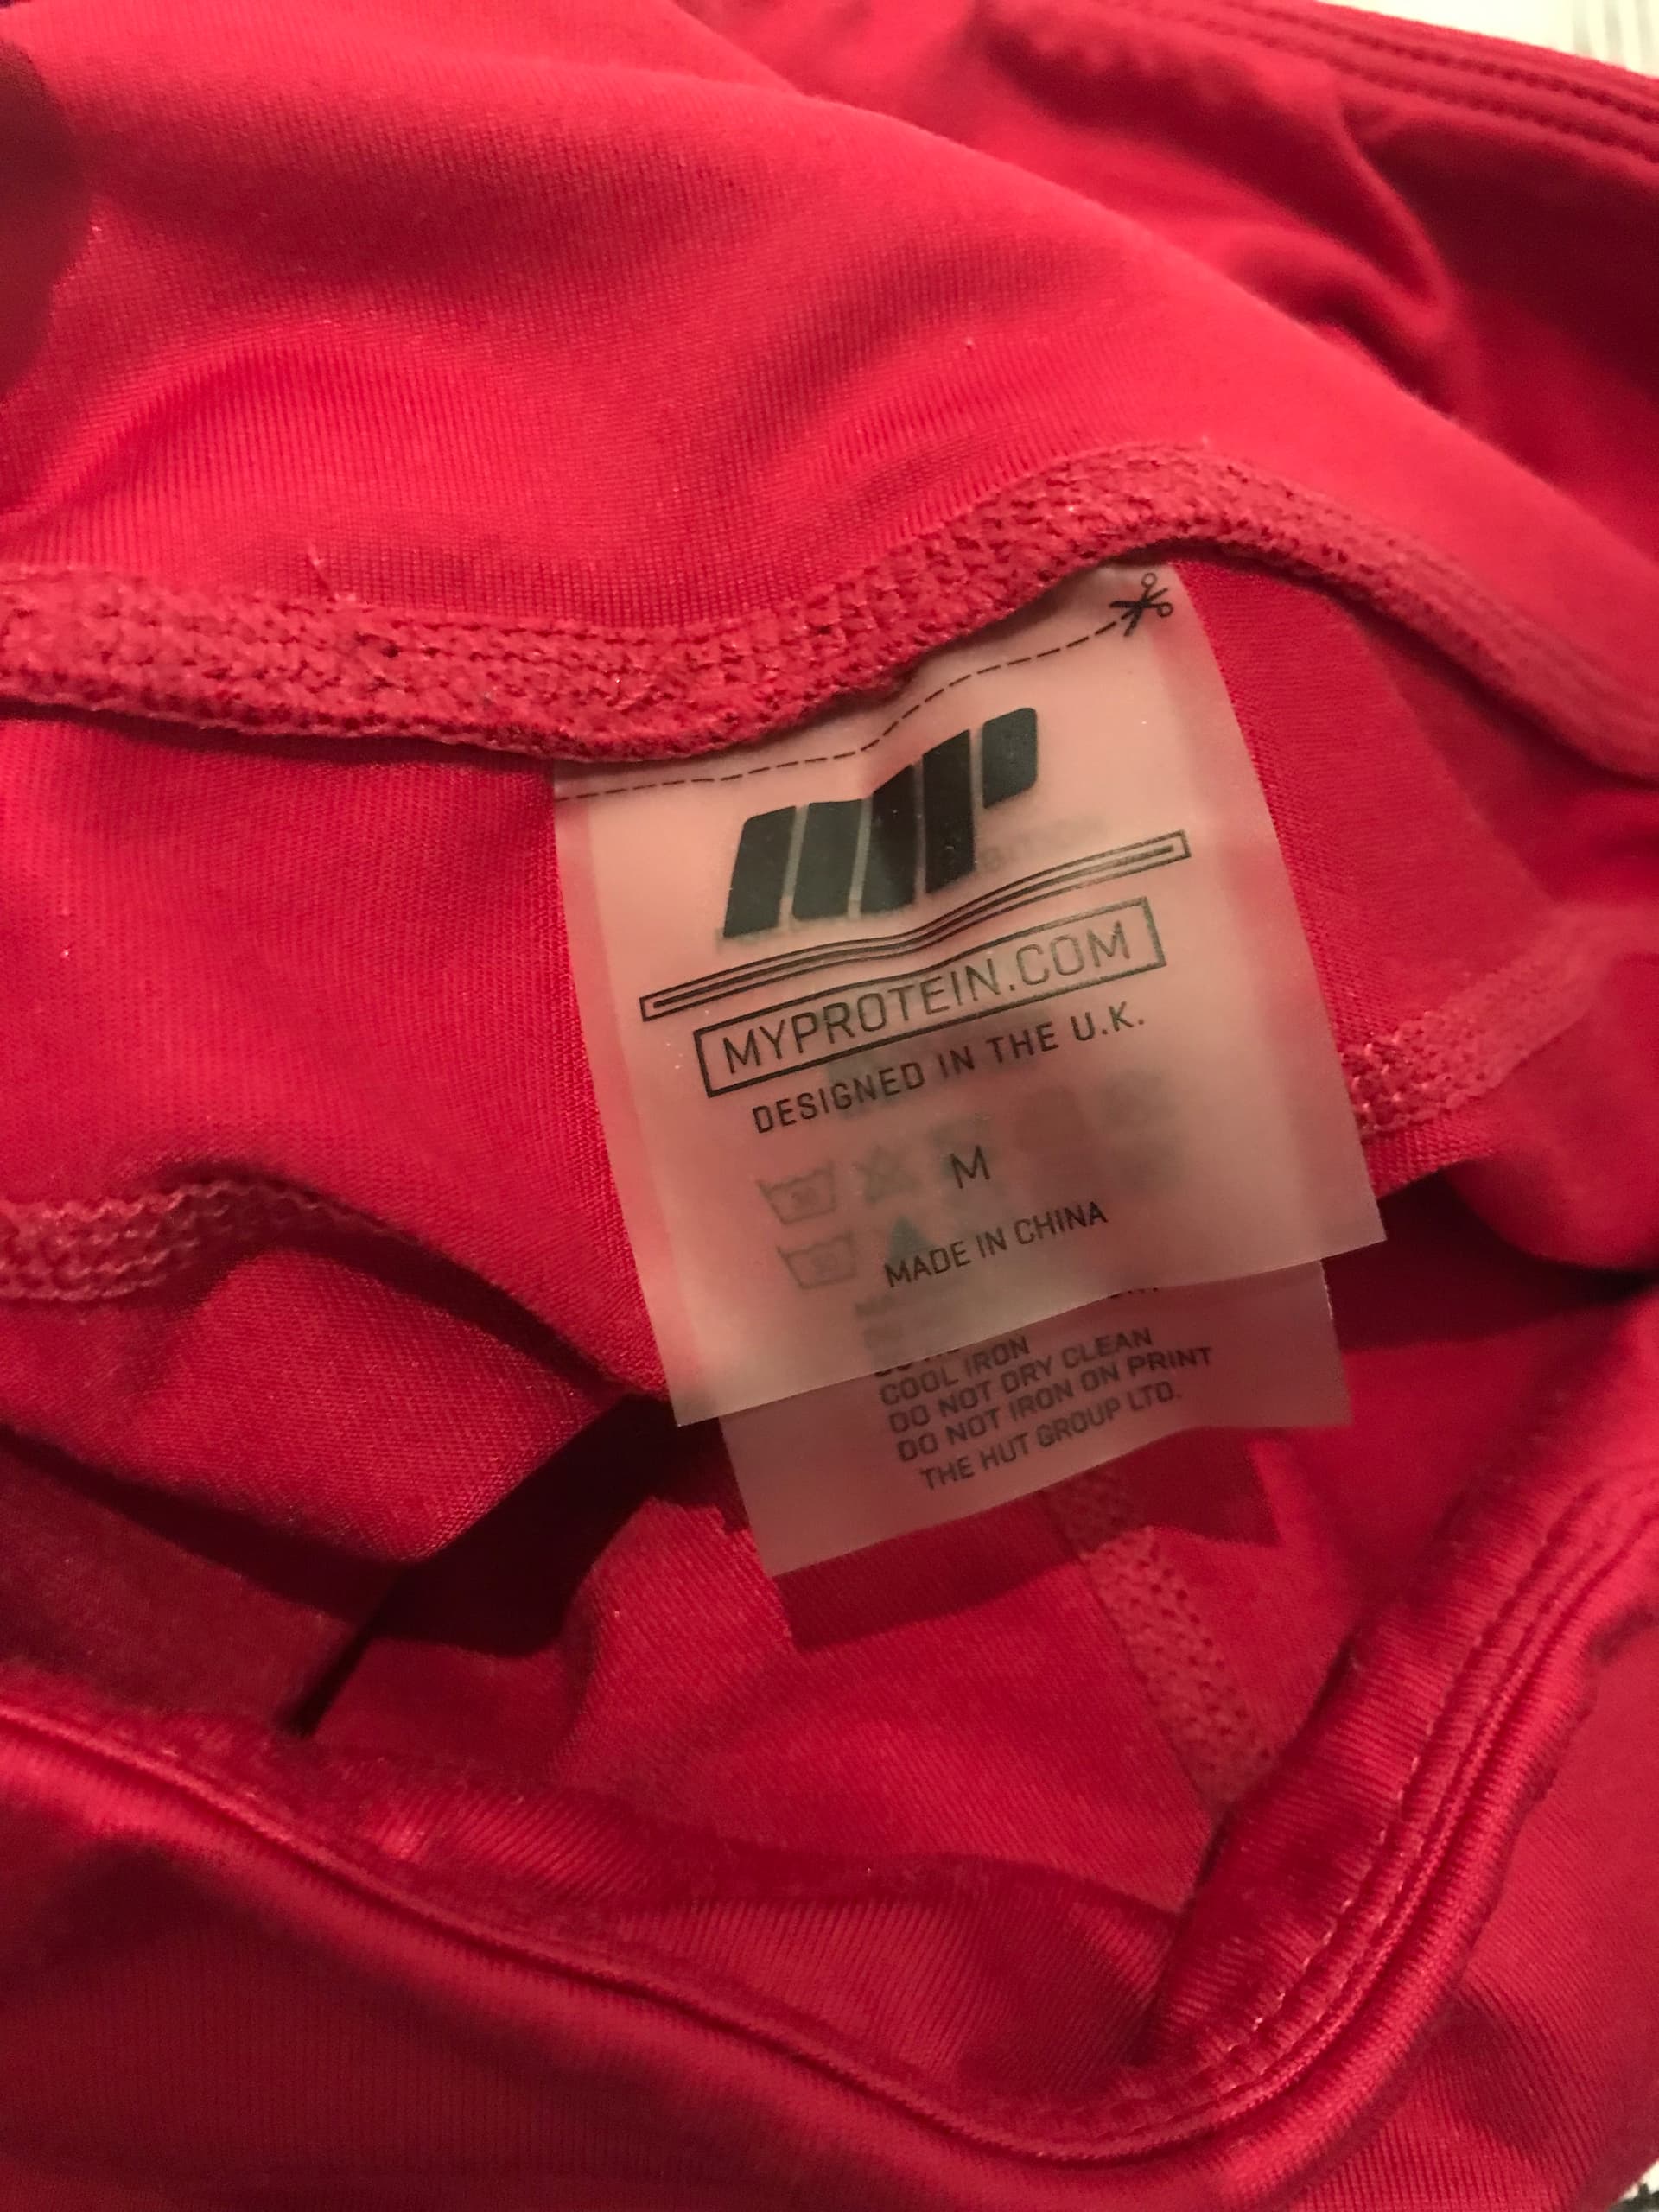 MP
MYPROTEIN.COM
DESIGNED IN THE U.K.
M
MADE IN CHINA
COOL IRON
DO NOT DRY CLEAN
DO NOT IRON ON PRINT
THE HUT GROUP LTD.